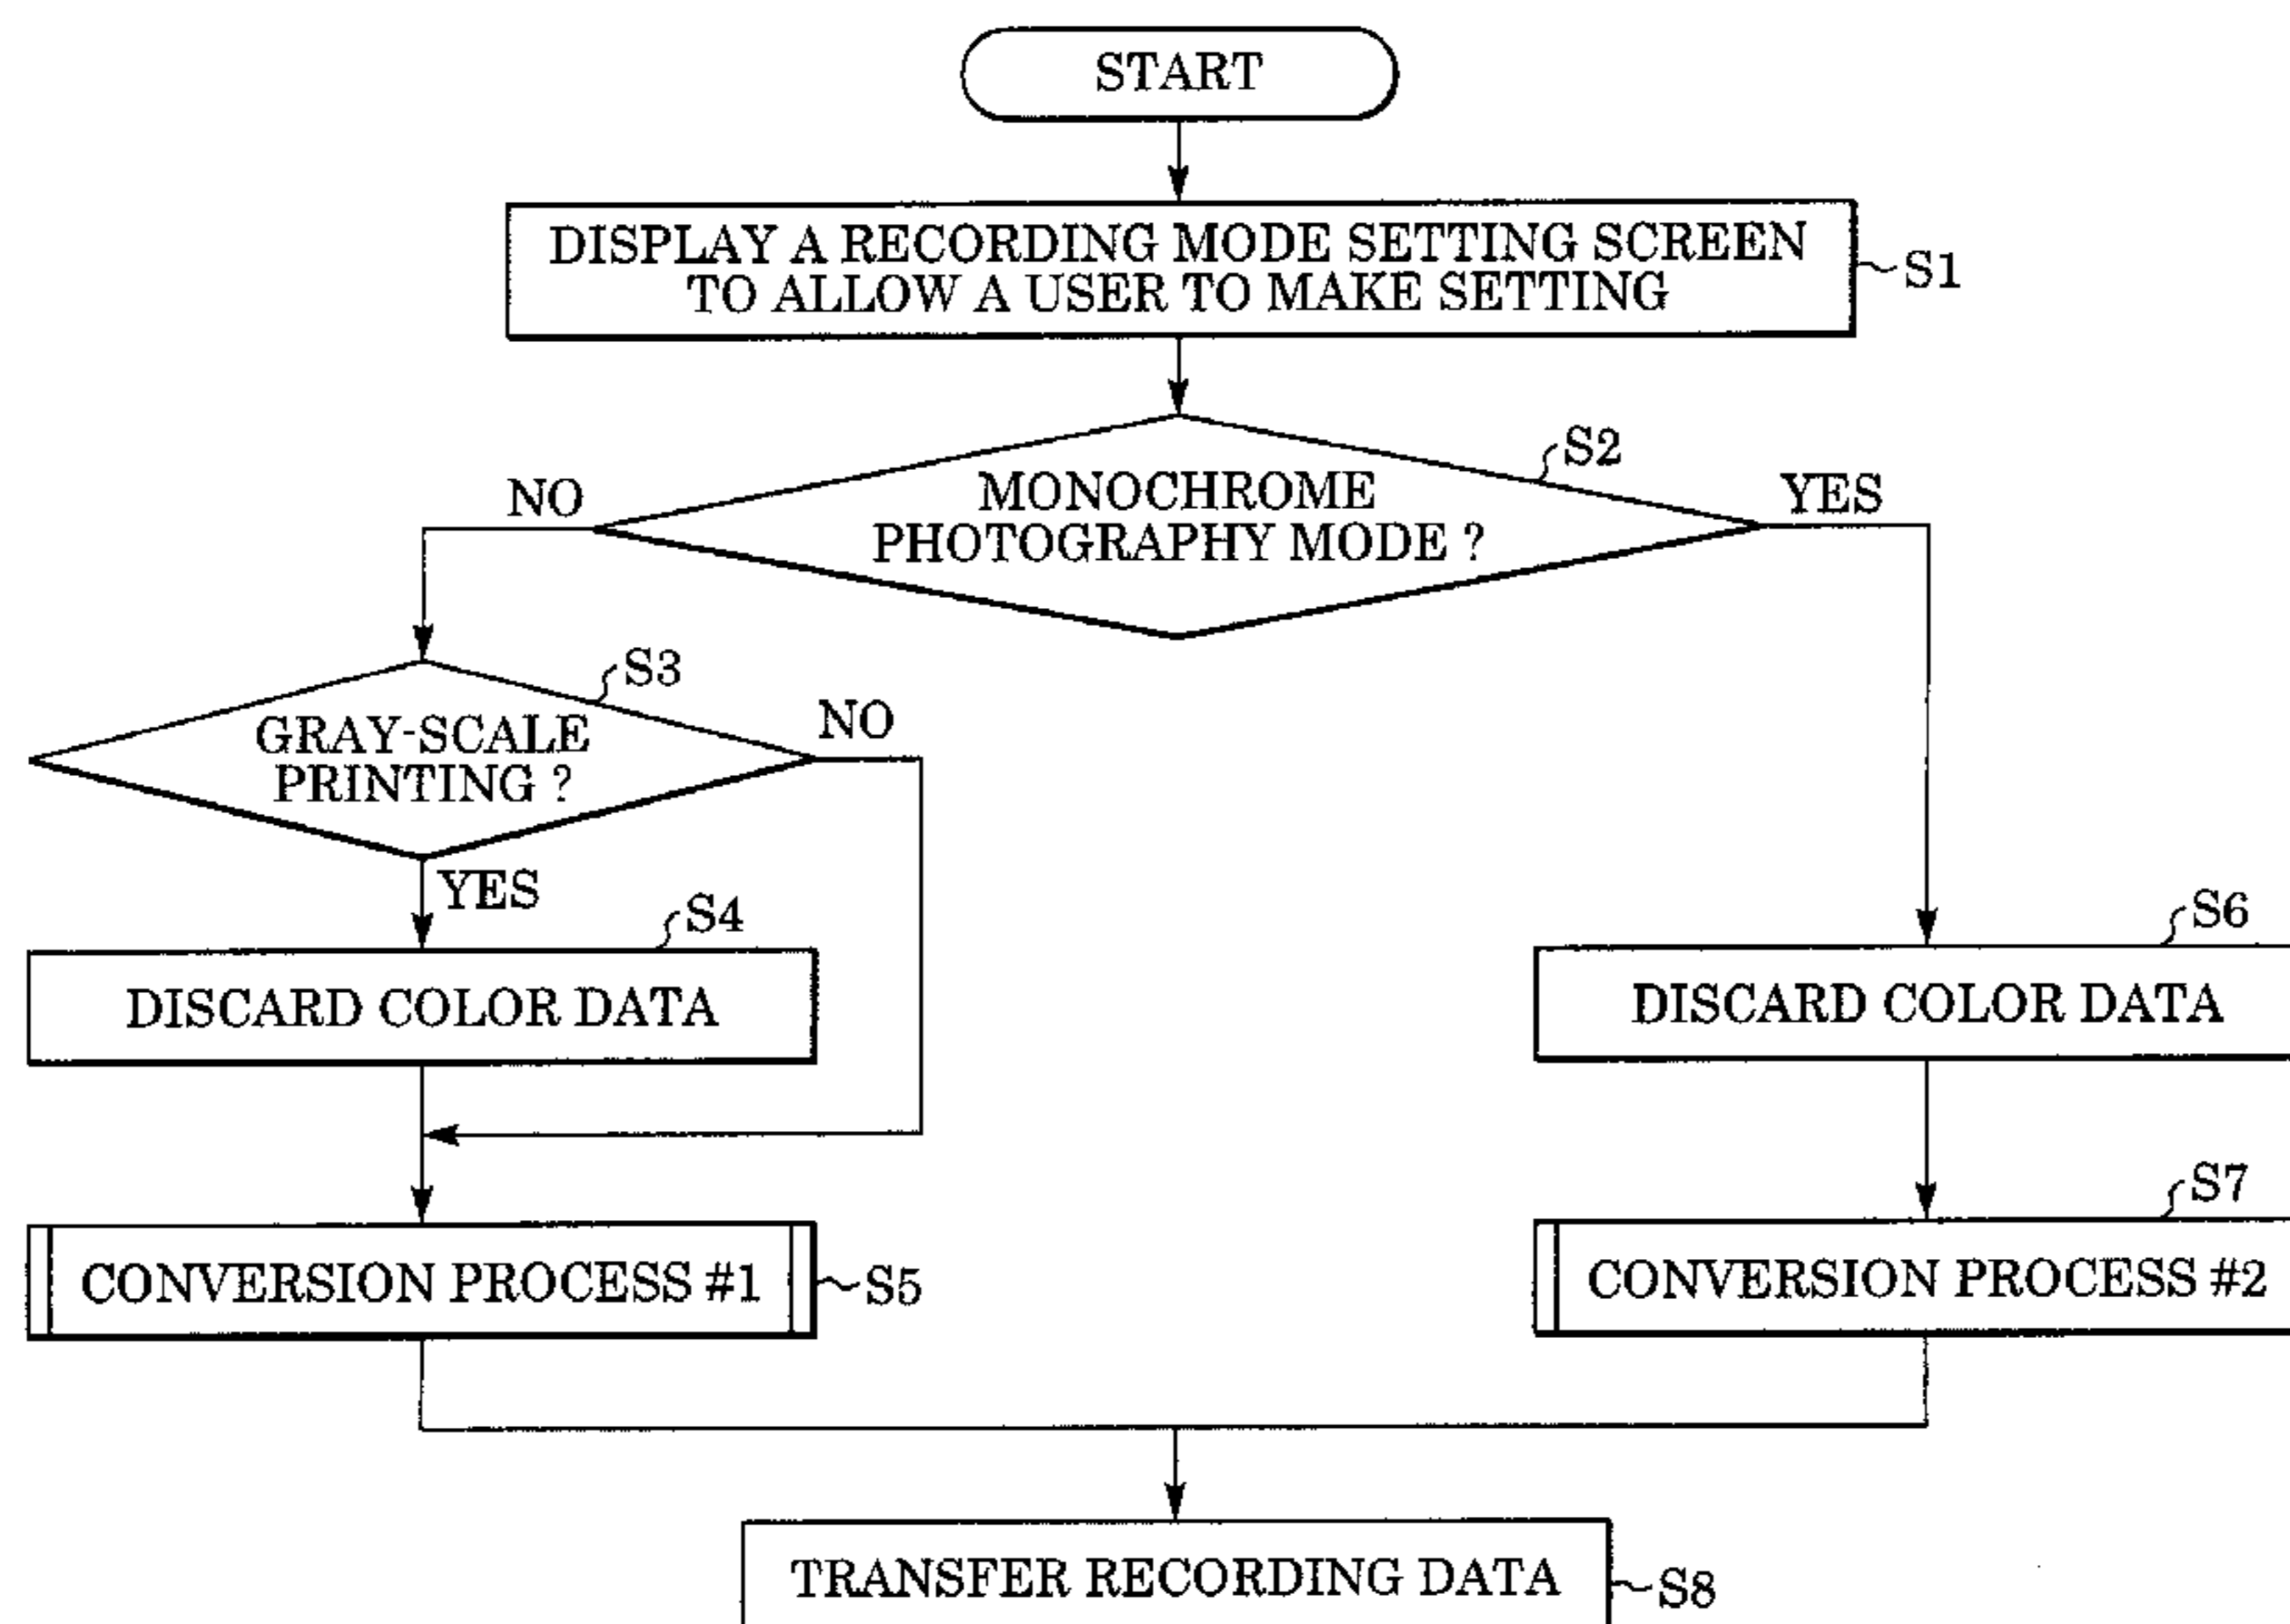 START
DISPLAY A RECORDING MODE SETTING SCREEN
TO ALLOW A USER TO MAKE SETTING
S1
S2
NO
MONOCHROME
PHOTOGRAPHY MODE ?
YES
S3
GRAY-SCALE
PRINTING ?
NO
YES
S4
DISCARD COLOR DATA
S6
DISCARD COLOR DATA
CONVERSION PROCESS #1
S5
S7
CONVERSION PROCESS #2
TRANSFER RECORDING DATA
S8